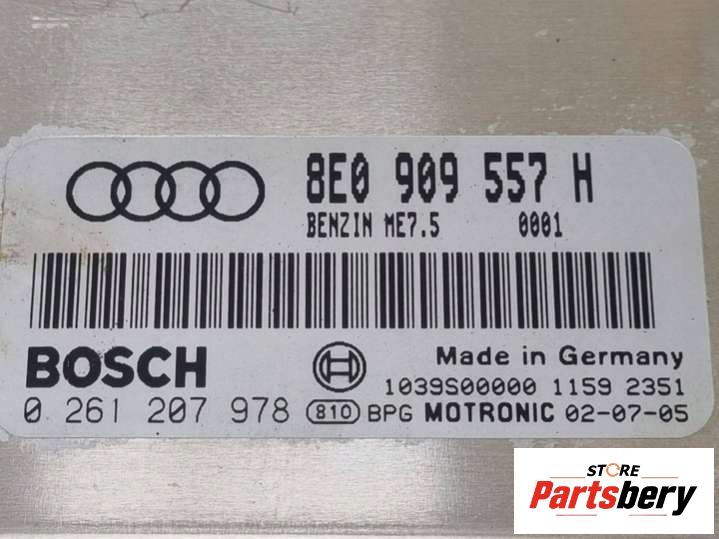 8E0 909 557 H
BENZIN ME7.5 0001
BOSCH
Made in Germany
1039S00000 1159 2351
0 261 207 978 810 BPG MOTRONIC 02-07-05
STORE
Partsbery